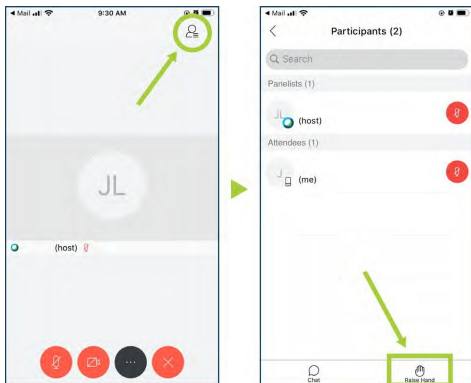 Mail
9:30 AM
JL
(host)
Mail
Participants (2)
Search
Panelists (1)
JL
(host)
Attendees (1)
J
(me)
Chat
Raise Hand